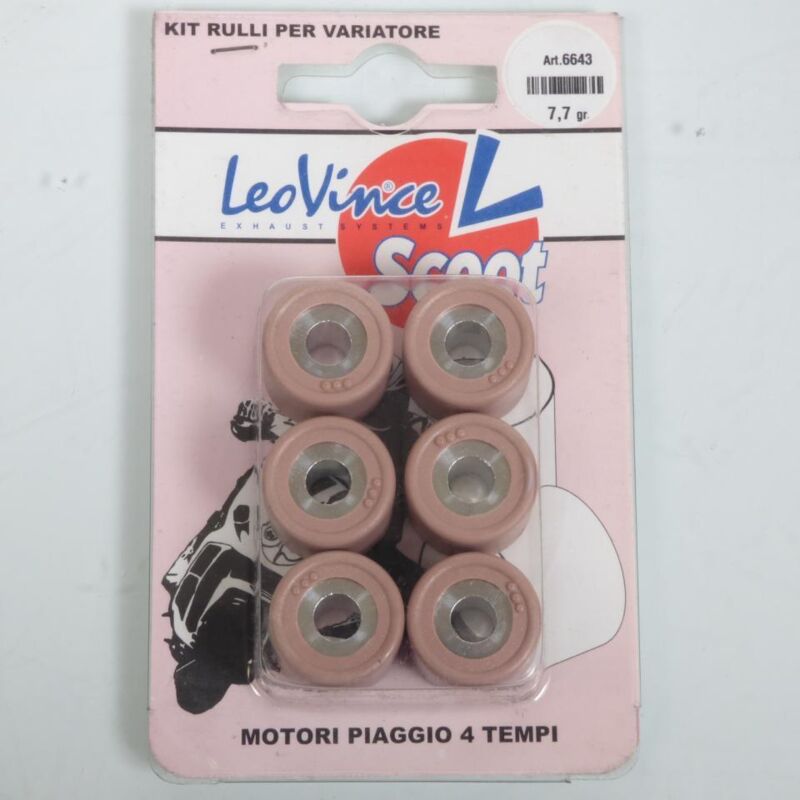 KIT RULLI PER VARIATORE
Art.6643
7,7 gr.
LeoVince®
EXHAUST SYSTEMS
Scoot
MOTORI PIAGGIO 4 TEMPI